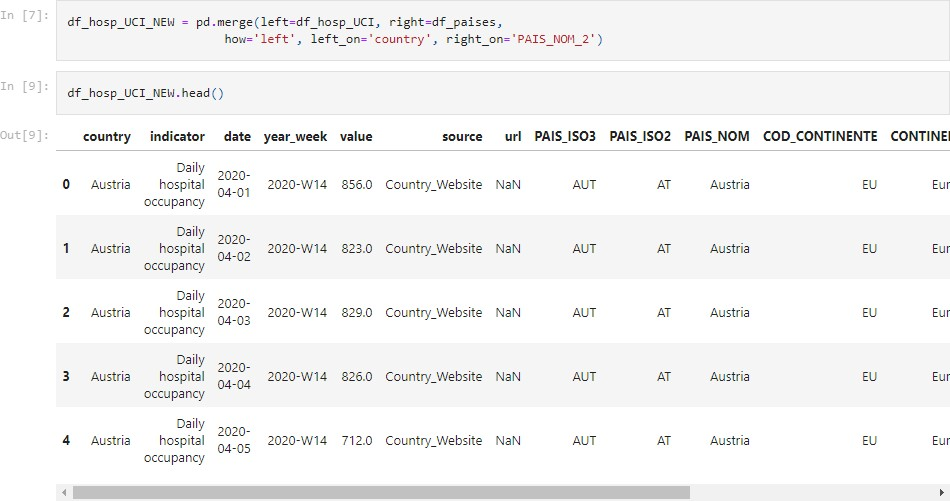 In [7]: df_hosp_UCI_NEW = pd.merge(left=df_hosp_UCI, right=df_paises,
how='left', left_on='country', right_on='PAIS_NOM_2')
In [9]: df_hosp_UCI_NEW.head()
Out[9]: country indicator date year_week value source url PAIS_ISO3 PAIS_ISO2 PAIS_NOM COD_CONTINENTE CONTINE
Daily
0 Austria hospital 2020- 2020-W14 856.0 Country_Website NaN AUT AT Austria EU Eur
occupancy 04-01
Daily
1 Austria hospital 2020- 2020-W14 823.0 Country_Website NaN AUT AT Austria EU Eur
occupancy 04-02
Daily
2 Austria hospital 2020- 2020-W14 829.0 Country_Website NaN AUT AT Austria EU Eur
occupancy 04-03
Daily
3 Austria hospital 2020- 2020-W14 826.0 Country_Website NaN AUT AT Austria EU Eur
occupancy 04-04
Daily
4 Austria hospital 2020- 2020-W14 712.0 Country_Website NaN AUT AT Austria EU Eur
occupancy 04-05